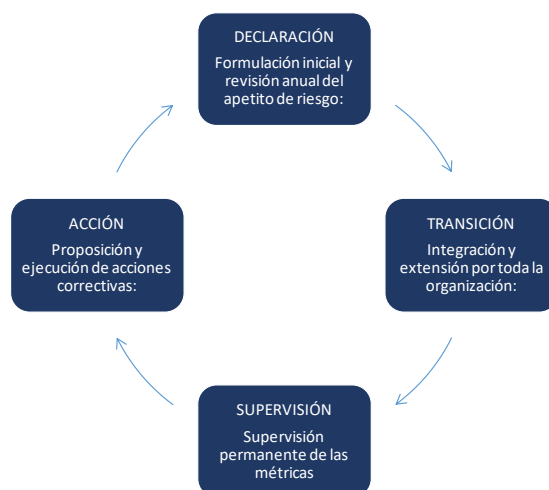 DECLARACIÓN
Formulación inicial y
revisión anual del
apetito de riesgo:
ACCIÓN
Proposición y
ejecución de acciones
correctivas:
TRANSICIÓN
Integración y
extensión por toda la
organización:
SUPERVISIÓN
Supervisión
permanente de las
métricas